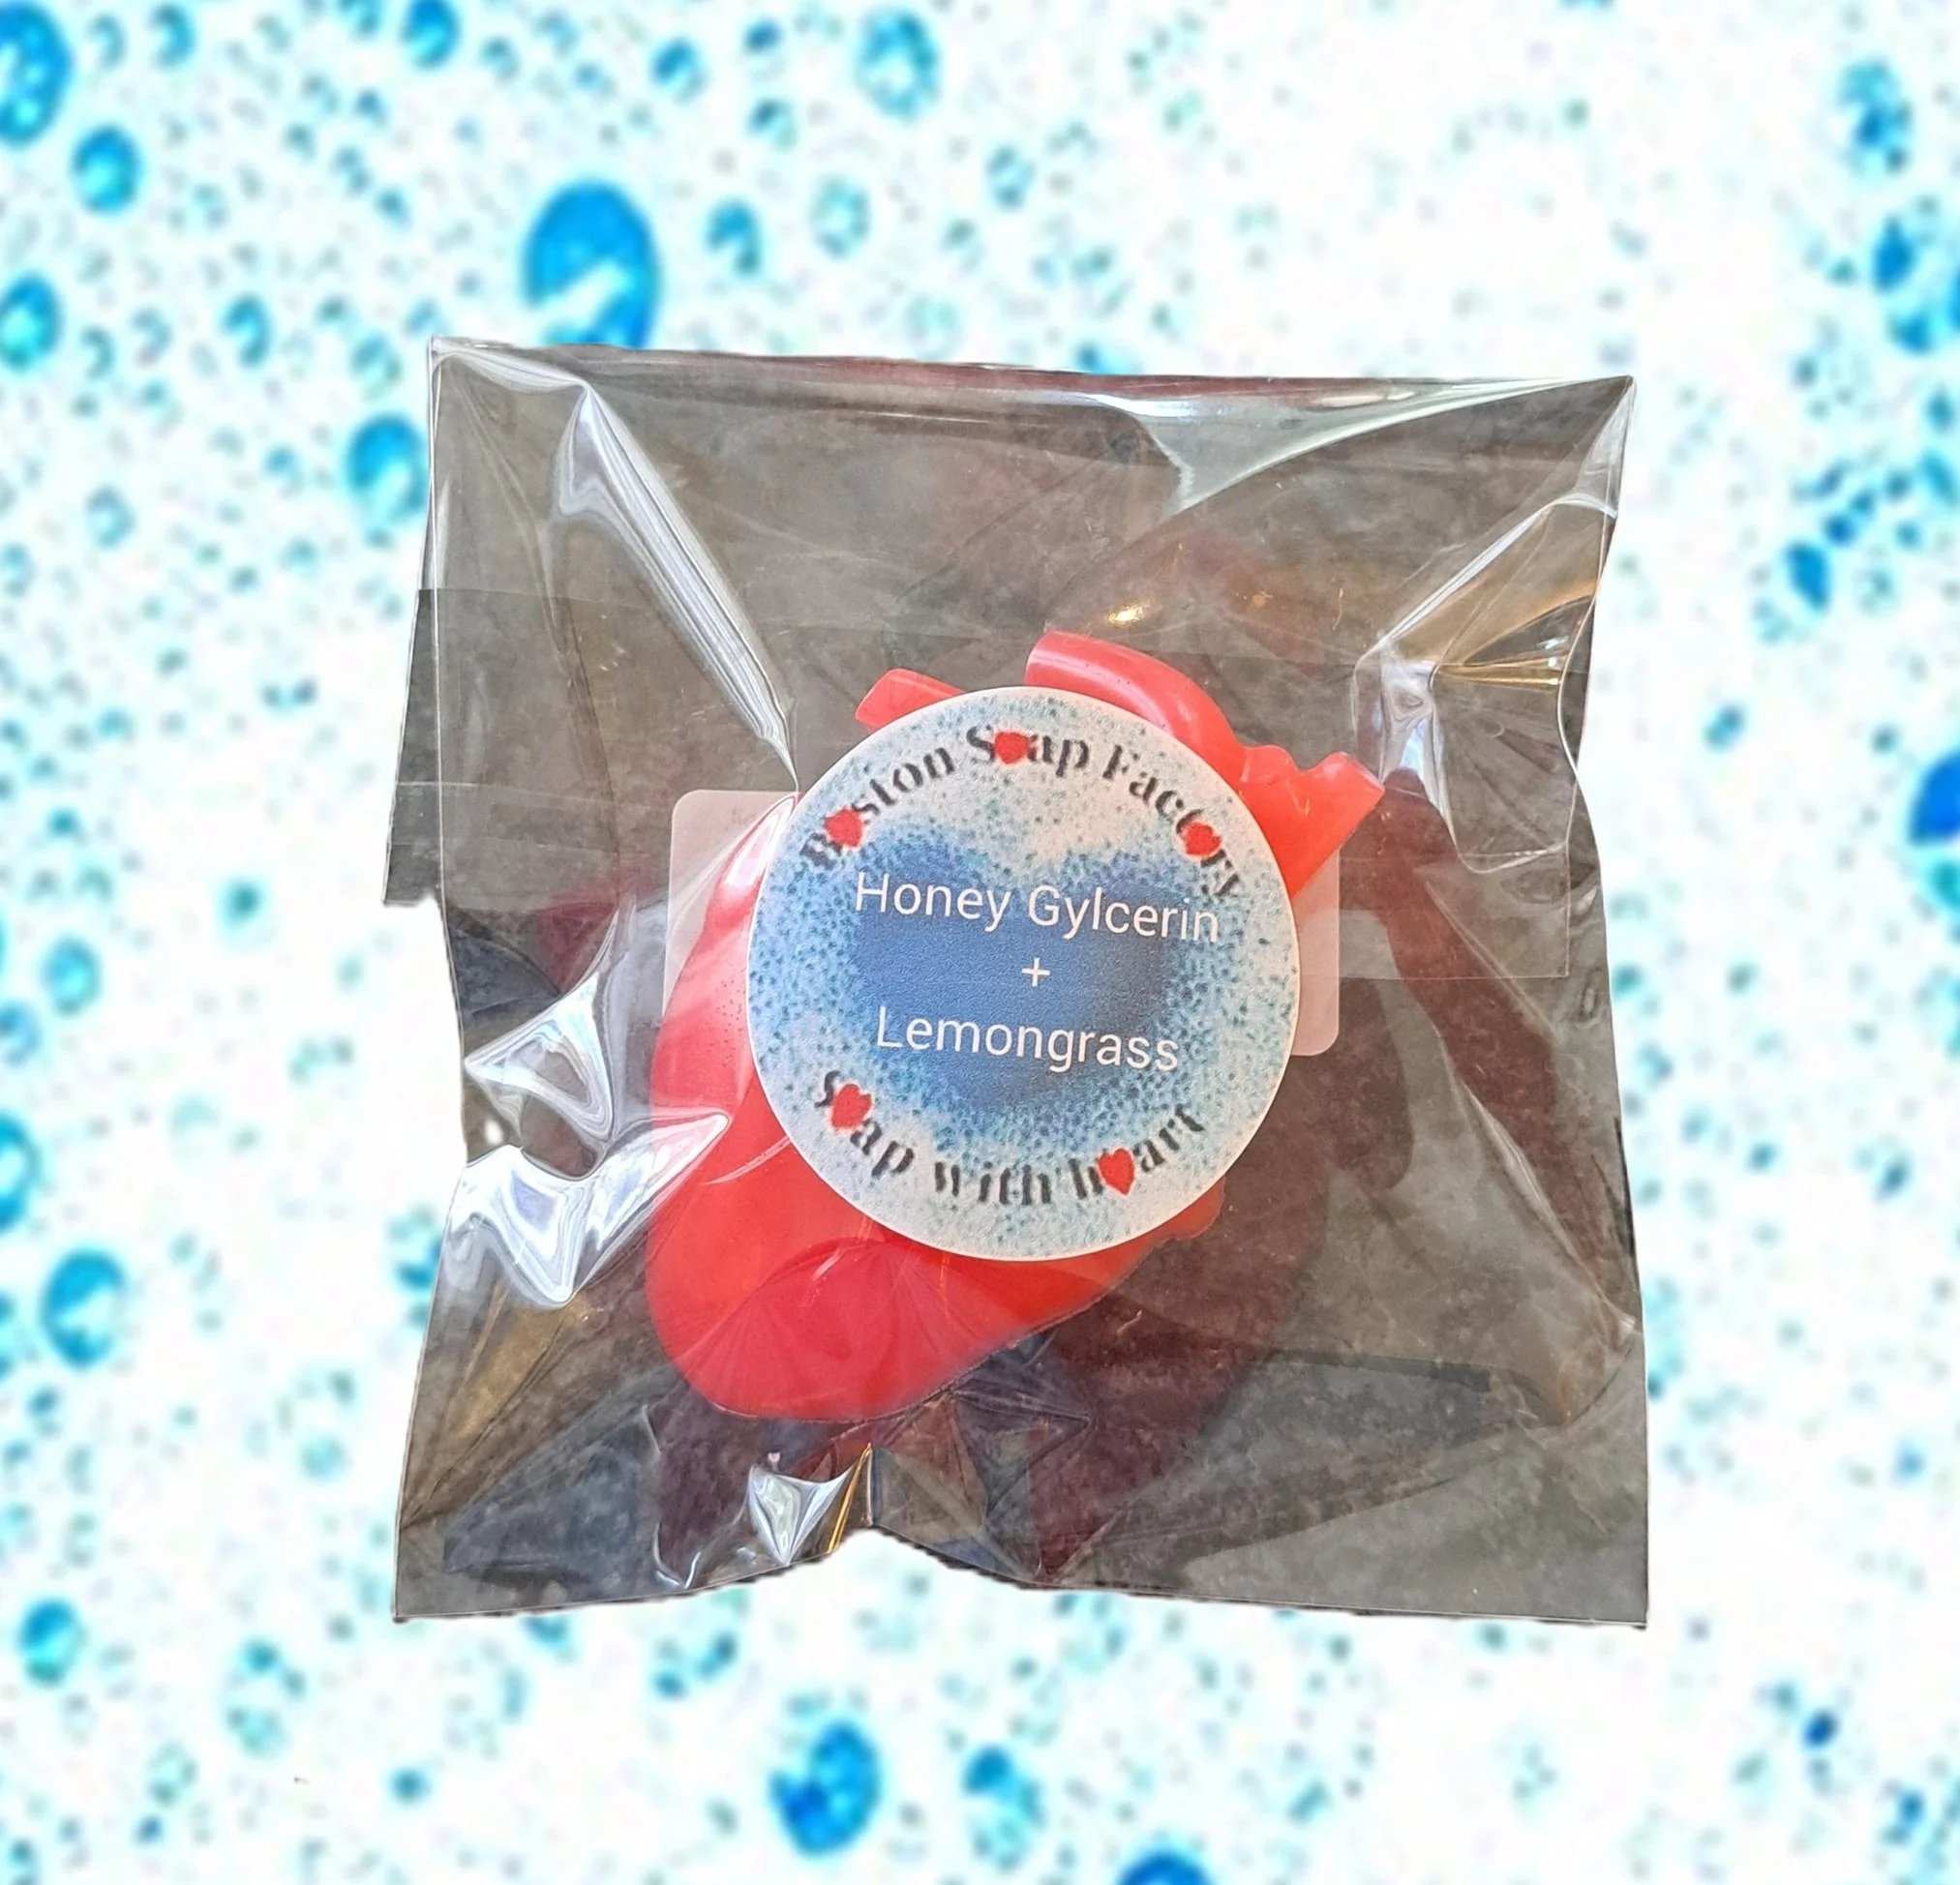 Boston Soap Factory
Honey Gylcerin
+
Lemongrass
Soap with heart